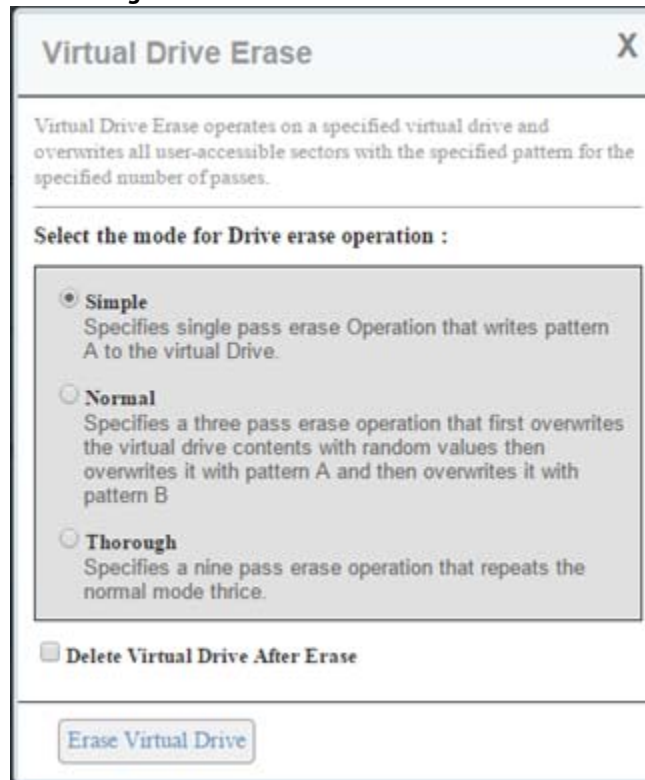 Virtual Drive Erase X
Virtual Drive Erase operates on a specified virtual drive and
overwrites all user-accessible sectors with the specified pattern for the
specified number of passes.
Select the mode for Drive erase operation :
Simple
Specifies single pass erase Operation that writes pattern
A to the virtual Drive.
Normal
Specifies a three pass erase operation that first overwrites
the virtual drive contents with random values then
overwrites it with pattern A and then overwrites it with
pattern B
Thorough
Specifies a nine pass erase operation that repeats the
normal mode thrice.
Delete Virtual Drive After Erase
Erase Virtual Drive